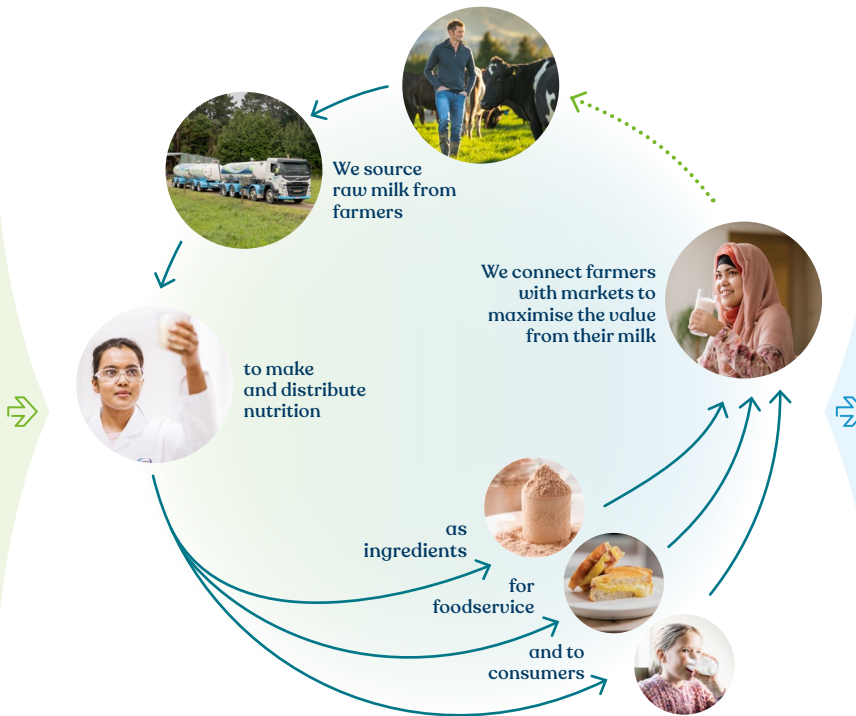 We source
raw milk from
farmers
to make
and distribute
nutrition
as
ingredients
for
foodservice
and to
consumers
We connect farmers
with markets to
maximise the value
from their milk